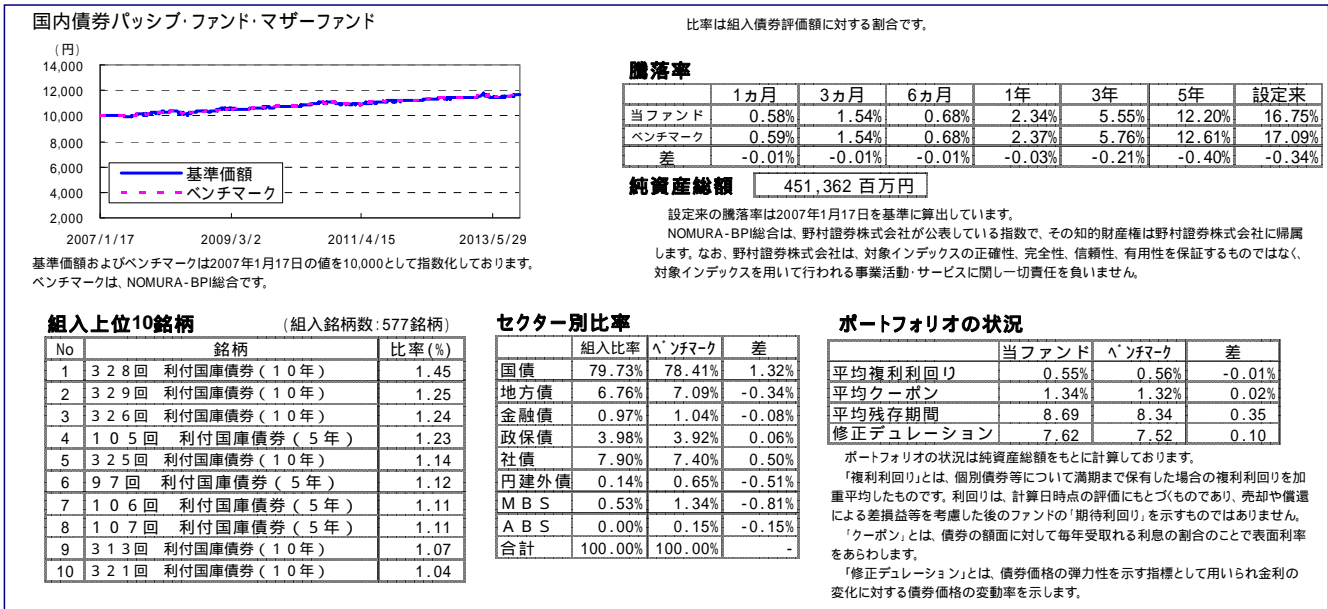 国内債券パッシブ・ファンド・マザーファンド
(円)
14,000
12,000
10,000
8,000
6,000
4,000
2,000
基準価額
ベンチマーク
2007/1/17 2009/3/2 2011/4/15 2013/5/29
基準価額およびベンチマークは2007年1月17日の値を10,000として指数化しております。
ベンチマークは、NOMURA-BPI総合です。
比率は組入債券評価額に対する割合です。
騰落率
1ヵ月 3ヵ月 6ヵ月 1年 3年 5年 設定来
当ファンド 0.58% 1.54% 0.68% 2.34% 5.55% 12.20% 16.75%
ベンチマーク 0.59% 1.54% 0.68% 2.37% 5.76% 12.61% 17.09%
差 -0.01% -0.01% -0.01% -0.03% -0.21% -0.40% -0.34%
純資産総額 451,362 百万円
設定来の騰落率は2007年1月17日を基準に算出しています。
NOMURA-BPI総合は、野村證券株式会社が公表している指数で、その知的財産権は野村證券株式会社に帰属
します。なお、野村證券株式会社は、対象インデックスの正確性、完全性、信頼性、有用性を保証するものではなく、
対象インデックスを用いて行われる事業活動・サービスに関し一切責任を負いません。
組入上位10銘柄 (組入銘柄数:577銘柄)
No 銘柄 比率(%)
1 328回 利付国庫債券(10年) 1.45
2 329回 利付国庫債券(10年) 1.25
3 326回 利付国庫債券(10年) 1.24
4 105回 利付国庫債券(5年) 1.23
5 325回 利付国庫債券(10年) 1.14
6 97回 利付国庫債券(5年) 1.12
7 106回 利付国庫債券(5年) 1.11
8 107回 利付国庫債券(5年) 1.11
9 313回 利付国庫債券(10年) 1.07
10 321回 利付国庫債券(10年) 1.04
セクター別比率
組入比率 ベンチマーク 差
国債 79.73% 78.41% 1.32%
地方債 6.76% 7.09% -0.34%
金融債 0.97% 1.04% -0.08%
政保債 3.98% 3.92% 0.06%
社債 7.90% 7.40% 0.50%
円建外債 0.14% 0.65% -0.51%
MBS 0.53% 1.34% -0.81%
ABS 0.00% 0.15% -0.15%
合計 100.00% 100.00% -
ポートフォリオの状況
当ファンド ベンチマーク 差
平均複利利回り 0.55% 0.56% -0.01%
平均クーポン 1.34% 1.32% 0.02%
平均残存期間 8.69 8.34 0.35
修正デュレーション 7.62 7.52 0.10
ポートフォリオの状況は純資産総額をもとに計算しております。
「複利利回り」とは、個別債券等について満期まで保有した場合の複利利回りを加
重平均したものです。利回りは、計算日時点の評価にもとづくものであり、売却や償還
による差損益等を考慮した後のファンドの「期待利回り」を示すものではありません。
「クーポン」とは、債券の額面に対して毎年受取れる利息の割合のことで表面利率
をあらわします。
「修正デュレーション」とは、債券価格の弾力性を示す指標として用いられ金利の
変化に対する債券価格の変動率を示します。